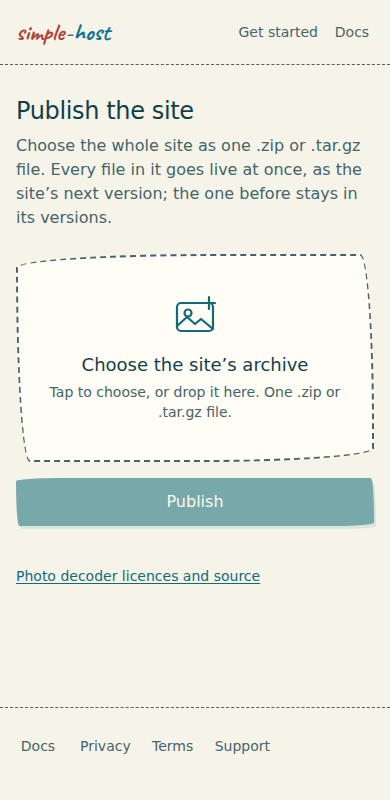 simple-host
Get started
Docs
Publish the site
Choose the whole site as one .zip or .tar.gz
file. Every file in it goes live at once, as the
site’s next version; the one before stays in
its versions.
Choose the site’s archive
Tap to choose, or drop it here. One .zip or
.tar.gz file.
Publish
Photo decoder licences and source
Docs
Privacy
Terms
Support